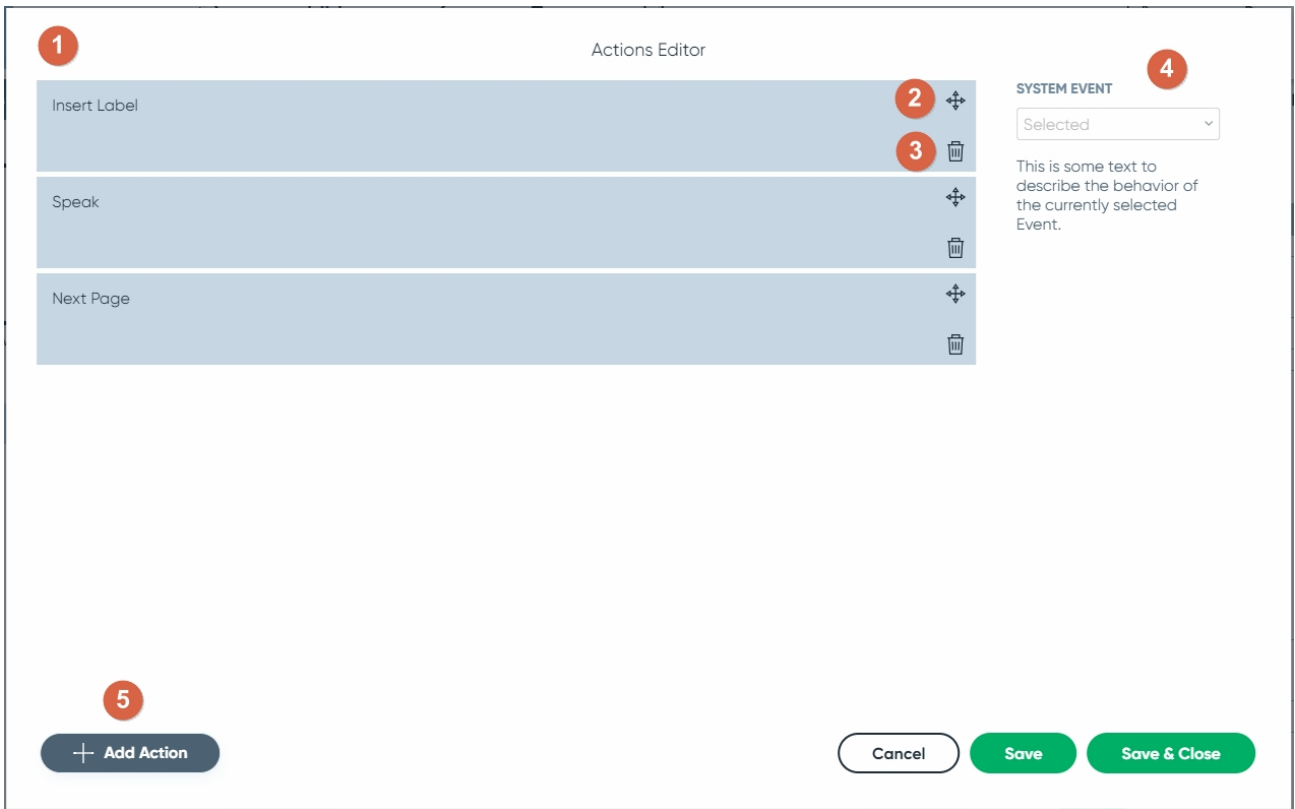 1
Actions Editor
Insert Label
2
3
Speak
Next Page
4
SYSTEM EVENT
Selected
This is some text to
describe the behavior of
the currently selected
Event.
5
Add Action
Cancel
Save
Save & Close